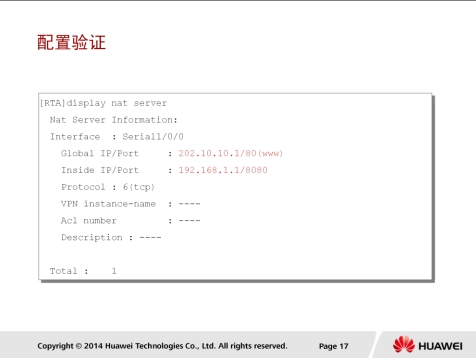 配置验证
[RTA]display nat server
Nat Server Information:
Interface : Serial1/0/0
Global IP/Port : 202.10.10.1/80(www)
Inside IP/Port : 192.168.1.1/8080
Protocol : 6(tcp)
VPN instance-name : ----
Acl number : ----
Description : ----
Total : 1
Copyright © 2014 Huawei Technologies Co., Ltd. All rights reserved. Page 17 HUAWEI